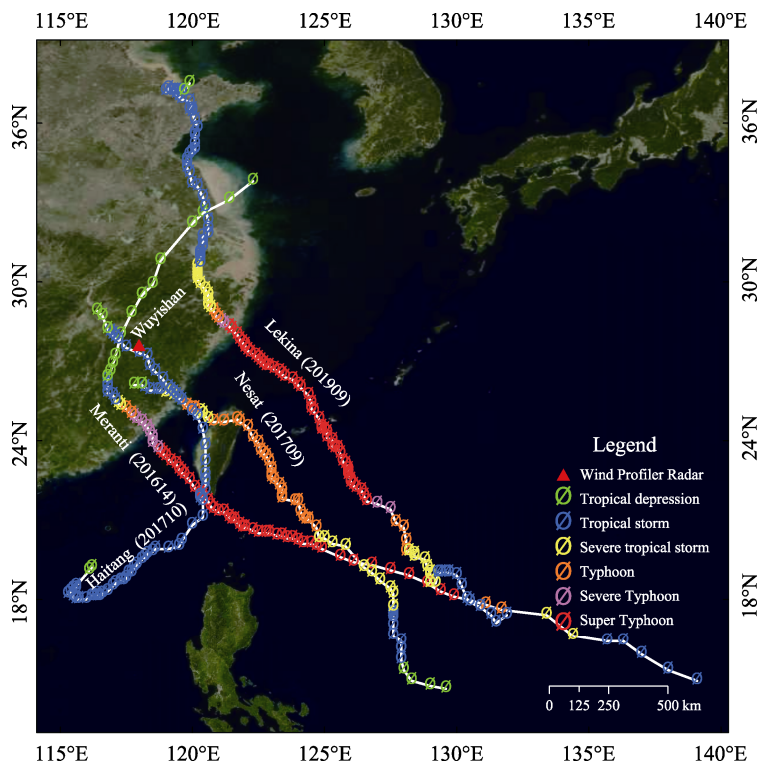 115°E 120°E 125°E 130°E 135°E 140°E
36°N 36°N
30°N 30°N
24°N 24°N
18°N 18°N
Wuyishan
Lekina (201909)
Nesat (201709)
Meranti (201614)
Haitang (201710)
Legend
Wind Profiler Radar
Tropical depression
Tropical storm
Severe tropical storm
Typhoon
Severe Typhoon
Super Typhoon
0 125 250 500 km
115°E 120°E 125°E 130°E 135°E 140°E